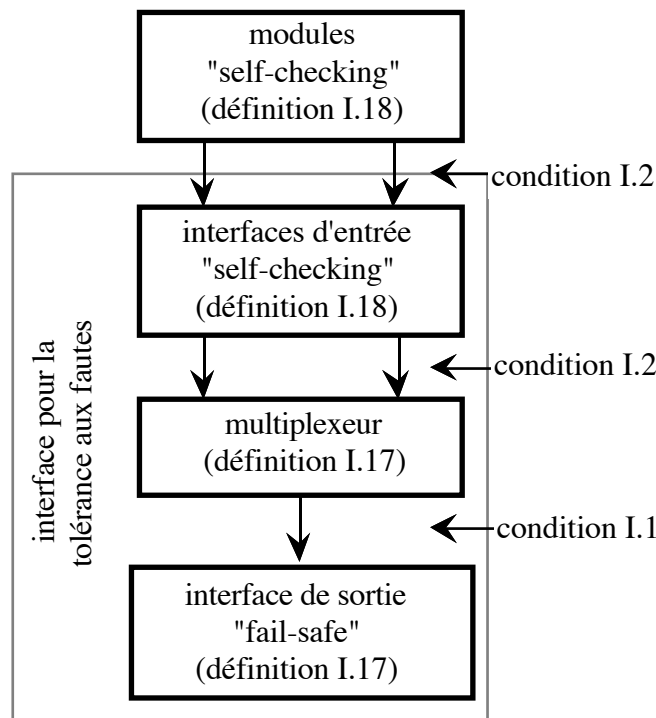 modules
"self-checking"
(définition I.18)
condition I.2
interfaces d'entrée
"self-checking"
(définition I.18)
condition I.2
multiplexeur
(définition I.17)
condition I.1
interface de sortie
"fail-safe"
(définition I.17)
interface pour la
tolérance aux fautes